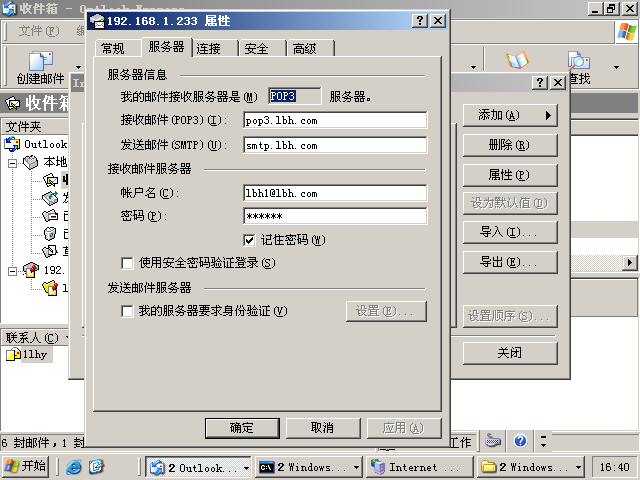 收件箱 - Outlook Express
文件(F)
创建邮件
查找
收件箱
文件夹
Outlook
本地
192.
联系人(C)
llhy
6 封邮件，1 封
工作
192.168.1.233 属性
常规 服务器 连接 安全 高级
服务器信息
我的邮件接收服务器是(M) POP3 服务器。
接收邮件(POP3)(I): pop3.lbh.com
发送邮件(SMTP)(U): smtp.lbh.com
接收邮件服务器
帐户名(C): lbh1@lbh.com
密码(P): ******
记住密码(W)
使用安全密码验证登录(S)
发送邮件服务器
我的服务器要求身份验证(V) 设置(E)...
确定 取消 应用(A)
添加(A)
删除(R)
属性(P)
设为默认值(D)
导入(I)...
导出(E)...
设置顺序(S)...
关闭
开始 2 Outlook... 2 Windows... Internet ... 2 Windows... 16:40